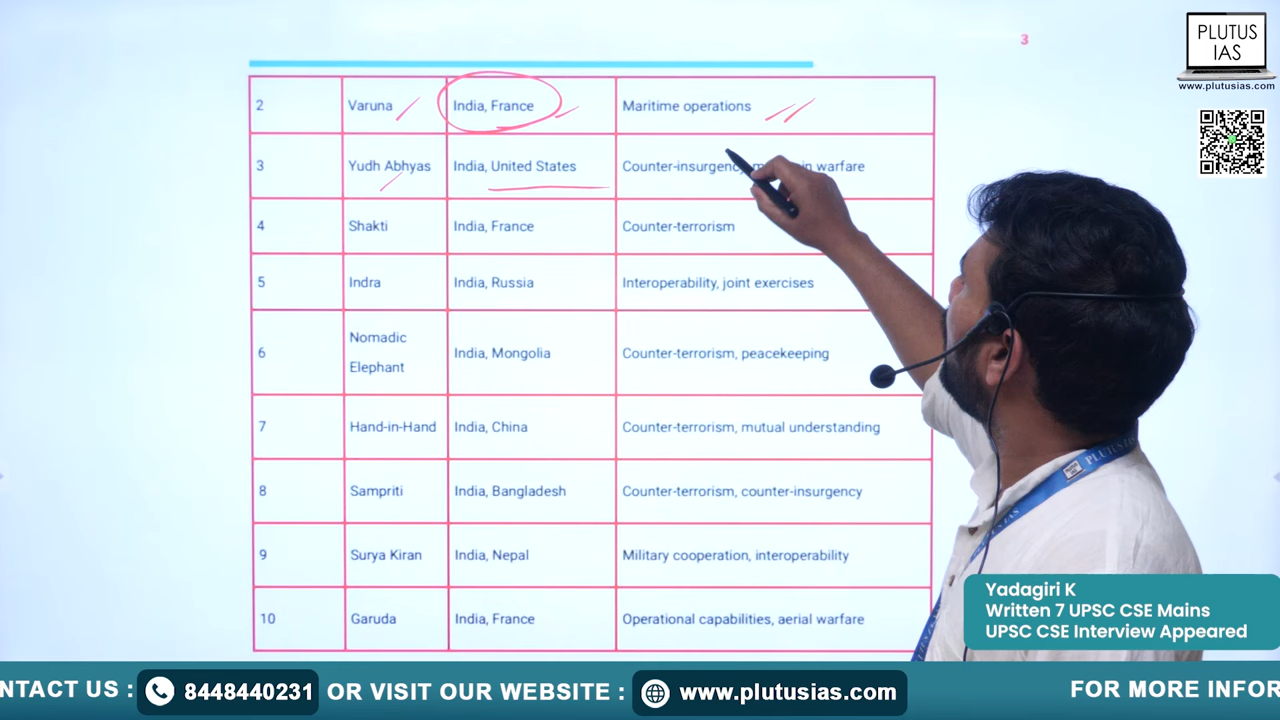 3
PLUTUS
IAS
www.plutusias.com
2 Varuna India, France Maritime operations
3 Yudh Abhyas India, United States Counter-insurgency, warfare
4 Shakti India, France Counter-terrorism
5 Indra India, Russia Interoperability, joint exercises
6 Nomadic Elephant India, Mongolia Counter-terrorism, peacekeeping
7 Hand-in-Hand India, China Counter-terrorism, mutual understanding
8 Sampriti India, Bangladesh Counter-terrorism, counter-insurgency
9 Surya Kiran India, Nepal Military cooperation, interoperability
10 Garuda India, France Operational capabilities, aerial warfare
PLUTUS IAS
Yadagiri K
Written 7 UPSC CSE Mains
UPSC CSE Interview Appeared
NTACT US : 8448440231 OR VISIT OUR WEBSITE : www.plutusias.com FOR MORE INFOR